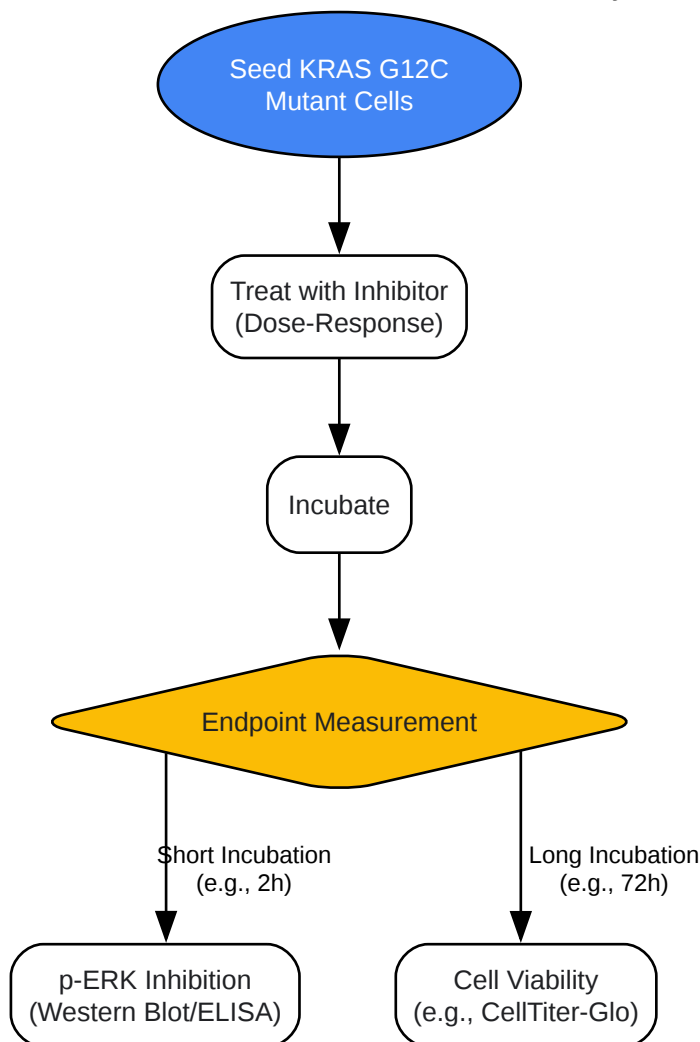 Seed KRAS G12C
Mutant Cells
Treat with Inhibitor
(Dose-Response)
Incubate
Endpoint Measurement
Short Incubation
(e.g., 2h)
Long Incubation
(e.g., 72h)
p-ERK Inhibition
(Western Blot/ELISA)
Cell Viability
(e.g., CellTiter-Glo)